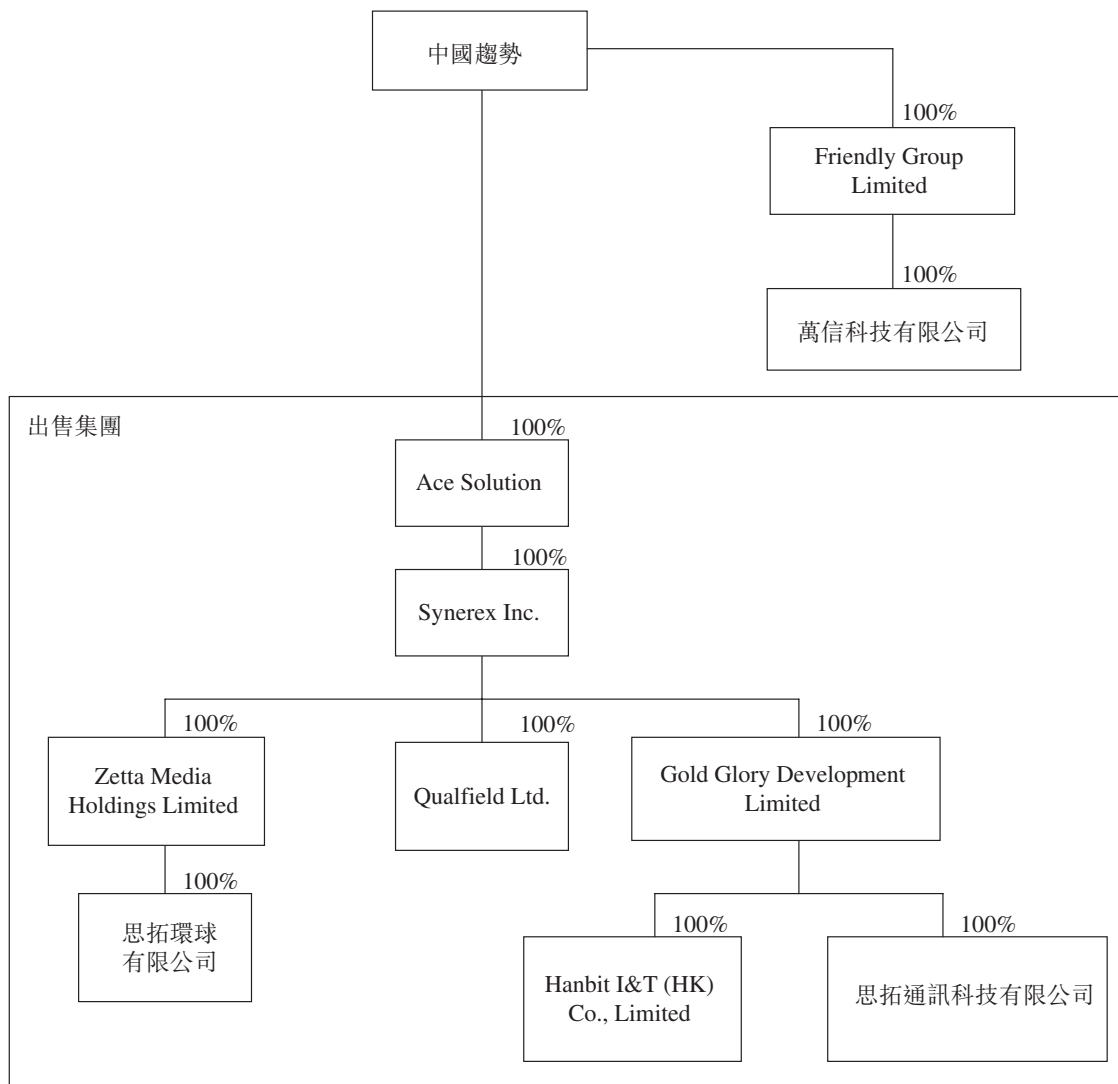 中國趨勢
100%
Friendly Group
Limited
100%
萬信科技有限公司
出售集團
100%
Ace Solution
100%
Synerex Inc.
100%
100%
100%
Zetta Media
Holdings Limited
Qualfield Ltd.
Gold Glory Development
Limited
100%
思拓環球
有限公司
100%
100%
Hanbit I&T (HK)
Co., Limited
思拓通訊科技有限公司